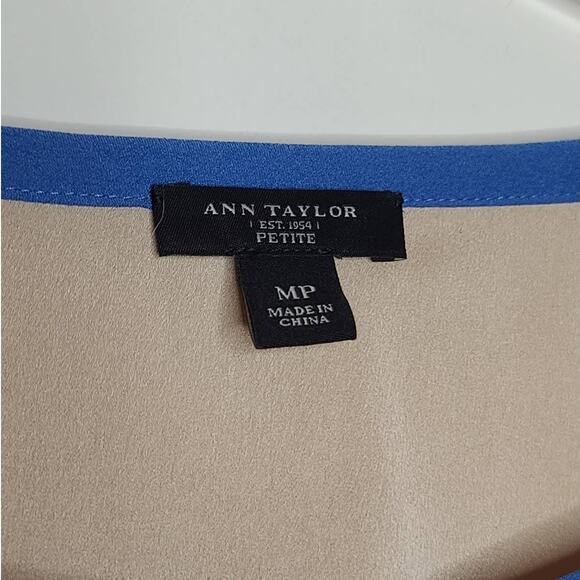 ANN TAYLOR
| EST. 1954 |
PETITE
MP
MADE IN
CHINA